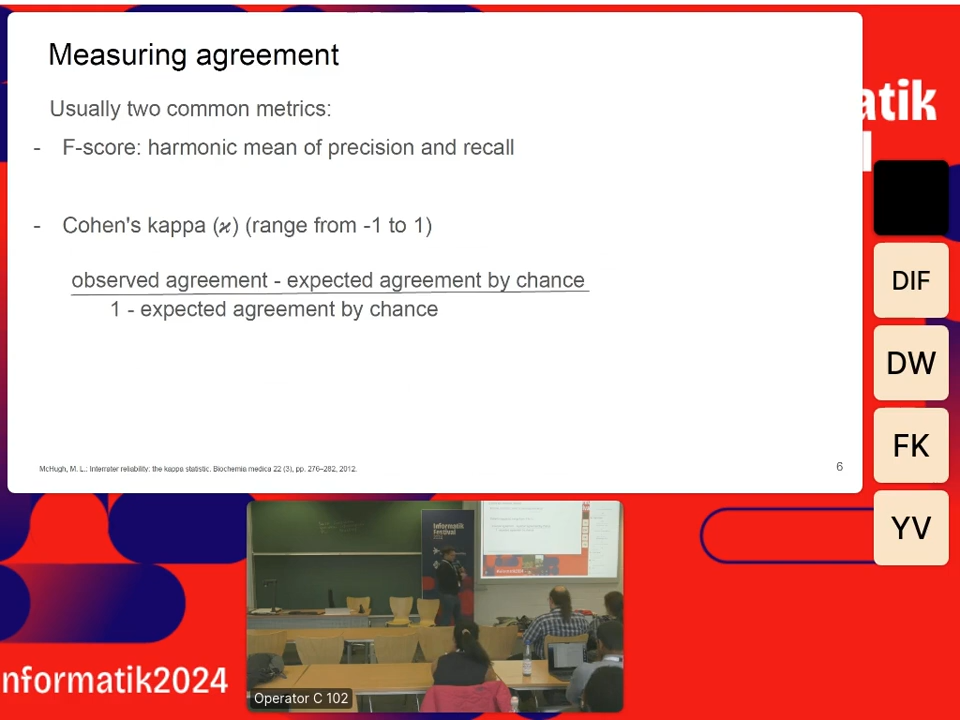 Measuring agreement
Usually two common metrics:
- F-score: harmonic mean of precision and recall
- Cohen's kappa (ϰ) (range from -1 to 1)
observed agreement - expected agreement by chance
1 - expected agreement by chance
McHugh, M. L.: Interrater reliability: the kappa statistic. Biochemia medica 22 (3), pp. 276–282, 2012.
6
atik
DIF
DW
FK
YV
Informatik
Festival
Operator C 102
nformatik2024